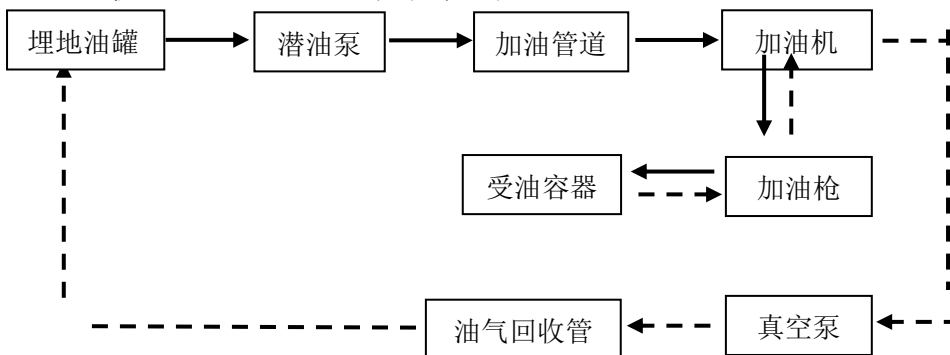 埋地油罐
潜油泵
加油管道
加油机
受油容器
加油枪
油气回收管
真空泵